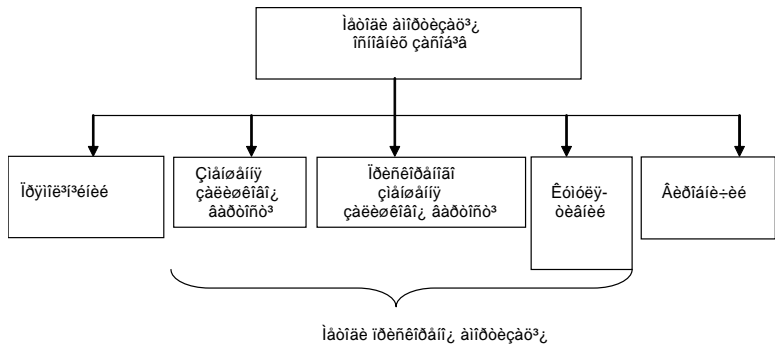 Ìåòîäè àìîðòèçàö³¿
îñíîâíèõ çàñîá³â
Ïðÿìîë³í³éíèé
Çìåíøåííÿ
çàëèøêîâî¿
âàðòîñò³
Ïðèñêîðåíîãî
çìåíøåííÿ
çàëèøêîâî¿ âàðòîñò³
Êóìóëÿ-
òèâíèé
Âèðîáíè÷èé
Ìåòîäè ïðèñêîðåíî¿ àìîðòèçàö³¿